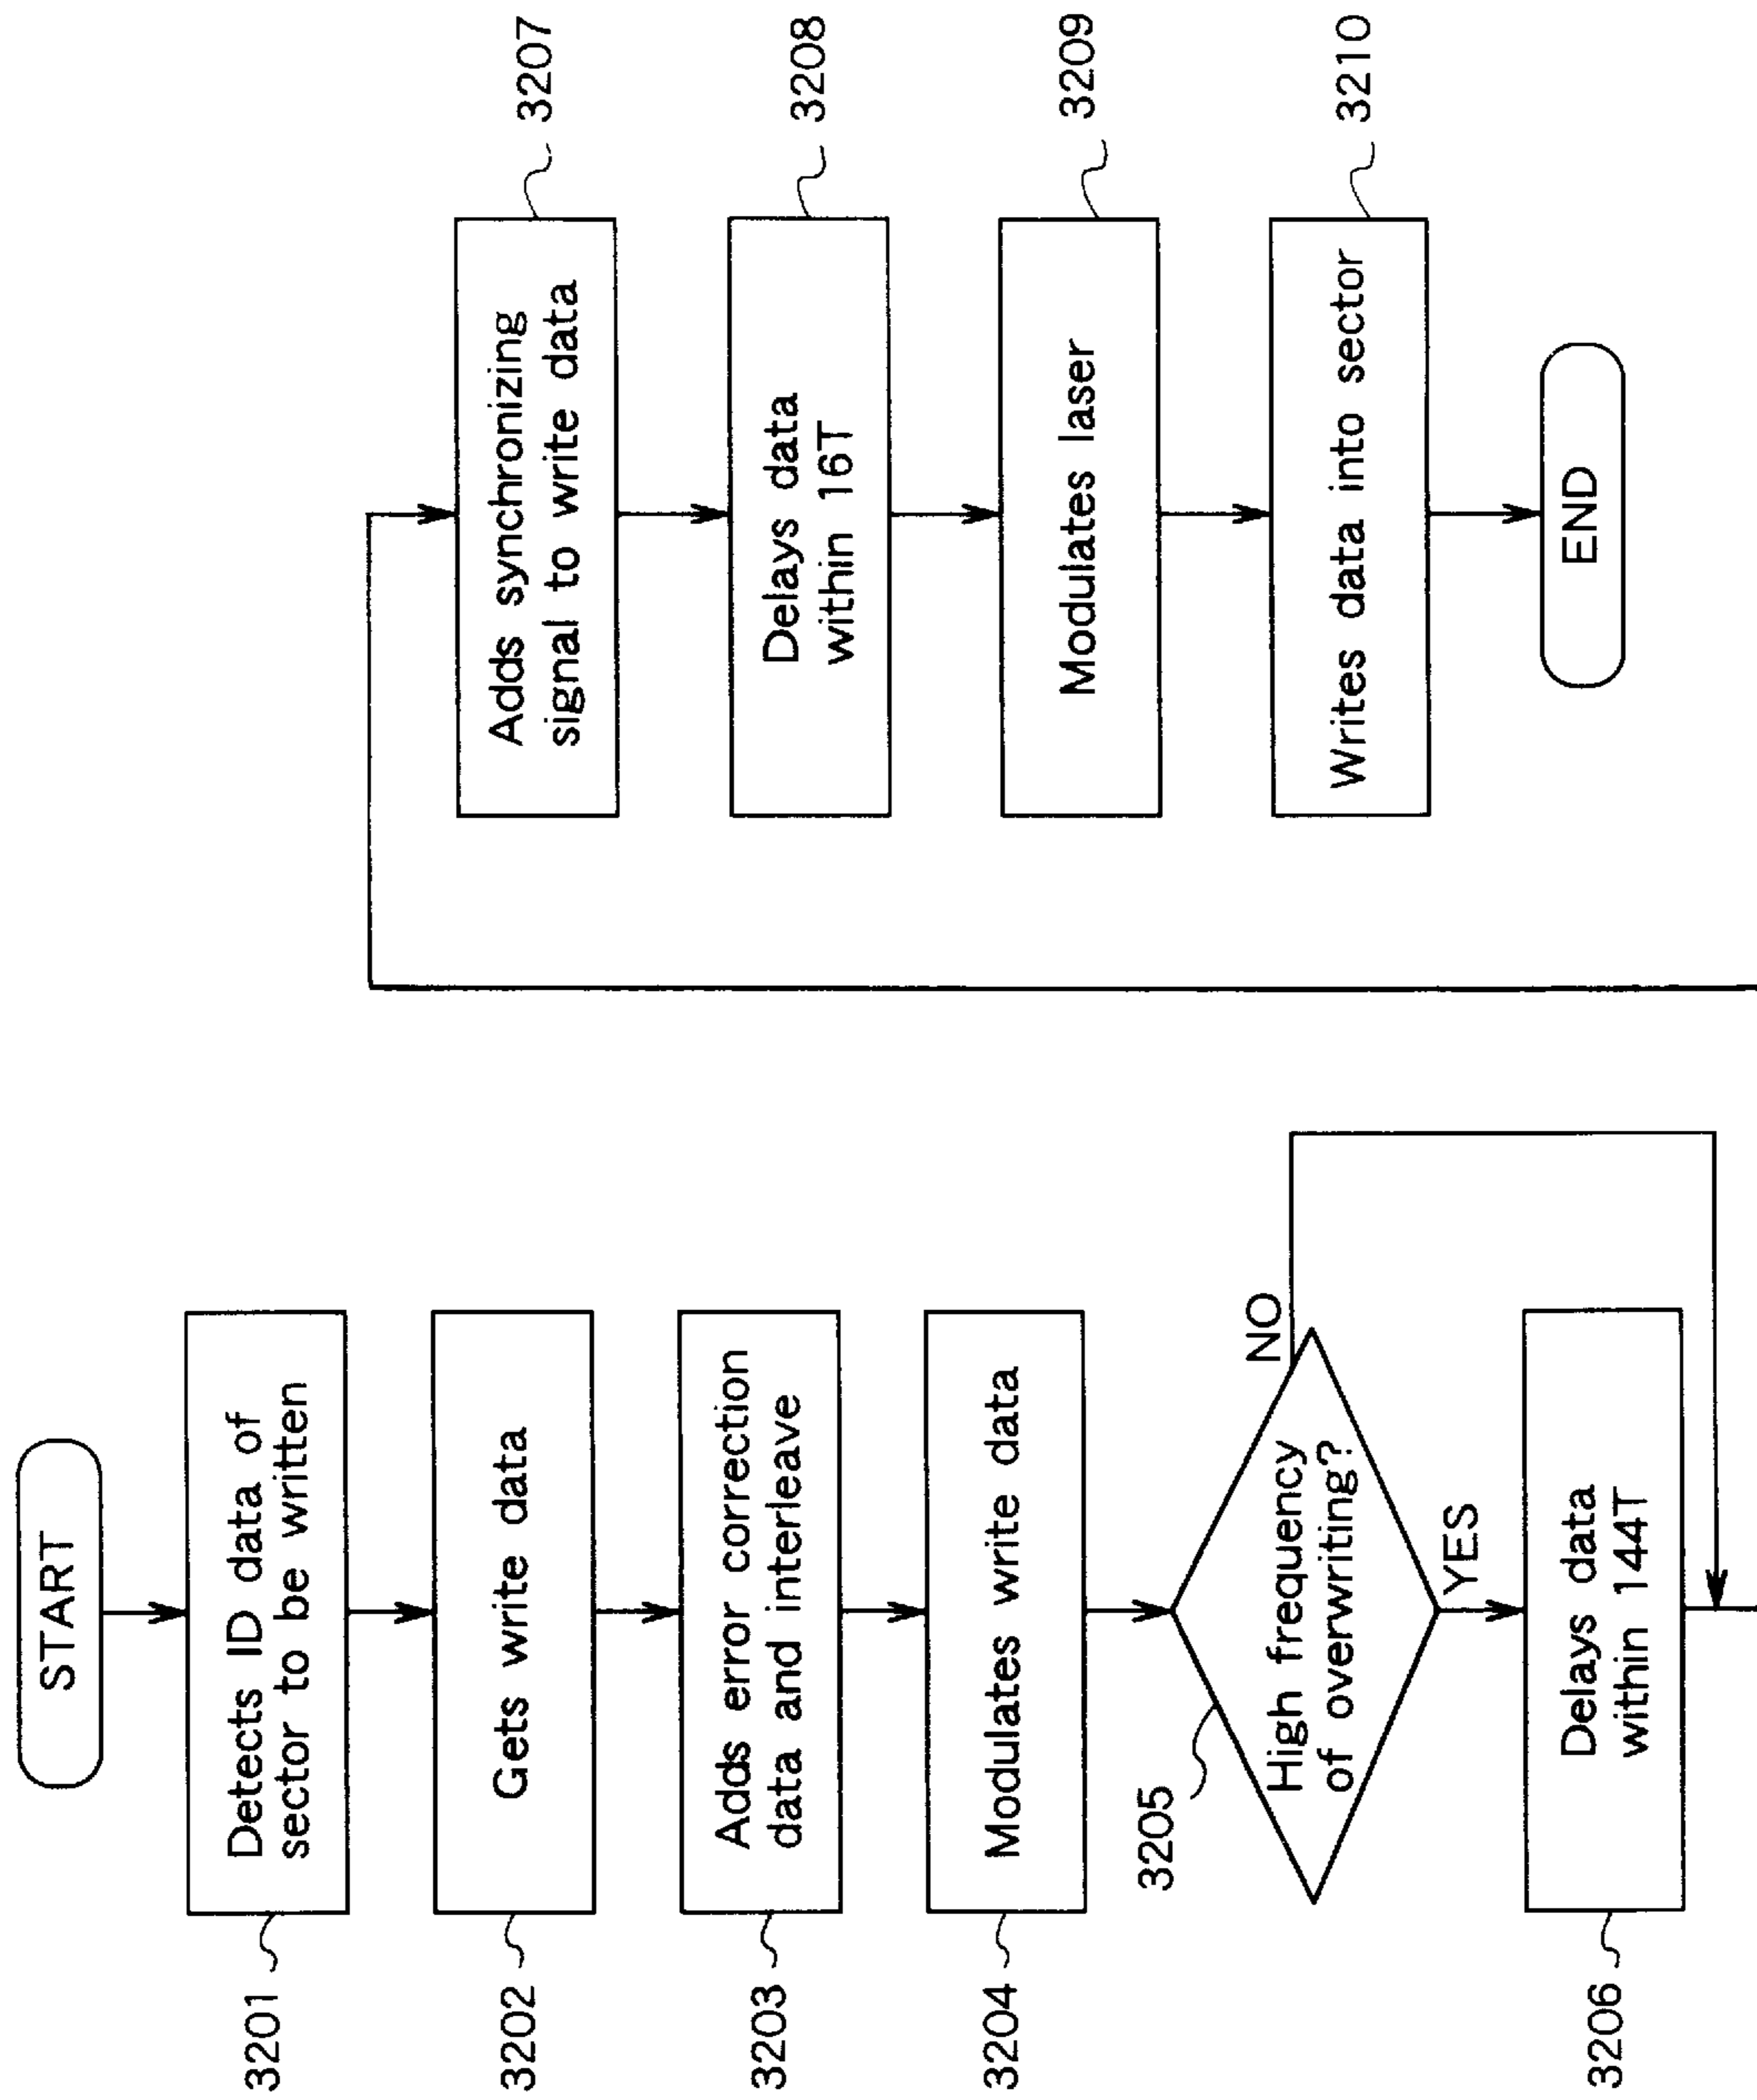 START
Detects ID data of
sector to be written
3201
Gets write data
3202
Adds error correction
data and interleave
3203
Modulates write data
3204
High frequency
of overwriting?
3205
NO
YES
Delays data
within 144T
3206
Adds synchronizing
signal to write data
3207
Delays data
within 16T
3208
Modulates laser
3209
Writes data into sector
3210
END